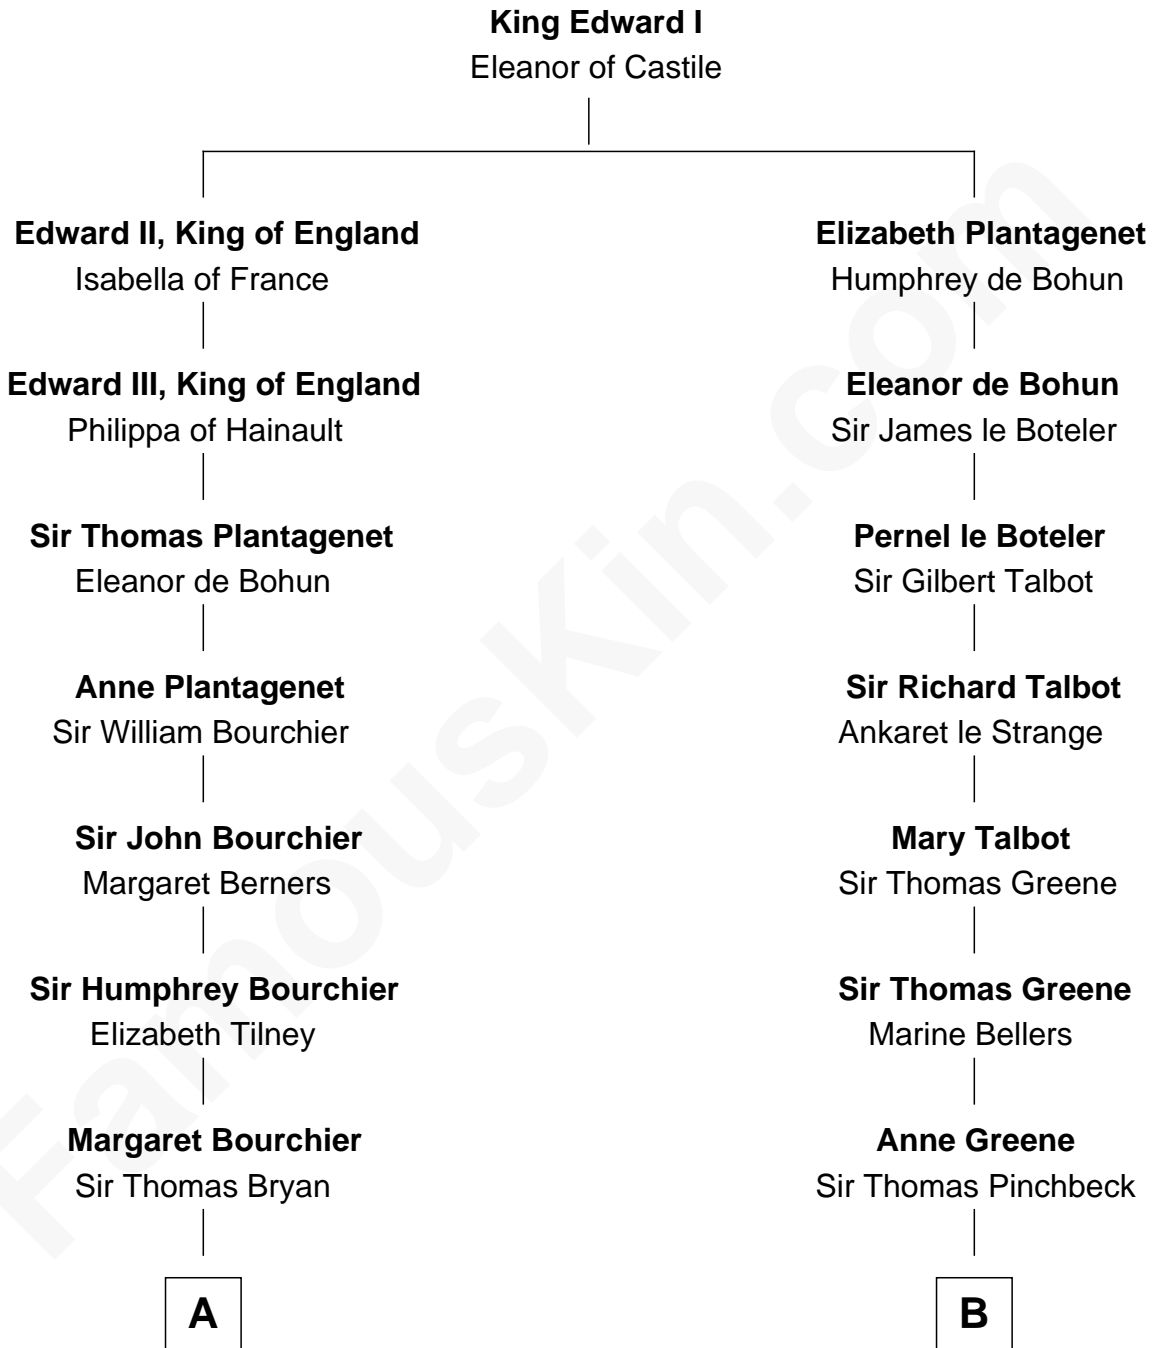 King Edward I
Eleanor of Castile
Edward II, King of England
Isabella of France
Elizabeth Plantagenet
Humphrey de Bohun
Edward III, King of England
Philippa of Hainault
Eleanor de Bohun
Sir James le Boteler
Sir Thomas Plantagenet
Eleanor de Bohun
Pernel le Boteler
Sir Gilbert Talbot
Anne Plantagenet
Sir William Bourchier
Sir Richard Talbot
Ankaret le Strange
Sir John Bourchier
Margaret Berners
Mary Talbot
Sir Thomas Greene
Sir Humphrey Bourchier
Elizabeth Tilney
Sir Thomas Greene
Marine Bellers
Margaret Bourchier
Sir Thomas Bryan
Anne Greene
Sir Thomas Pinchbeck
A
B
FamousKin.com